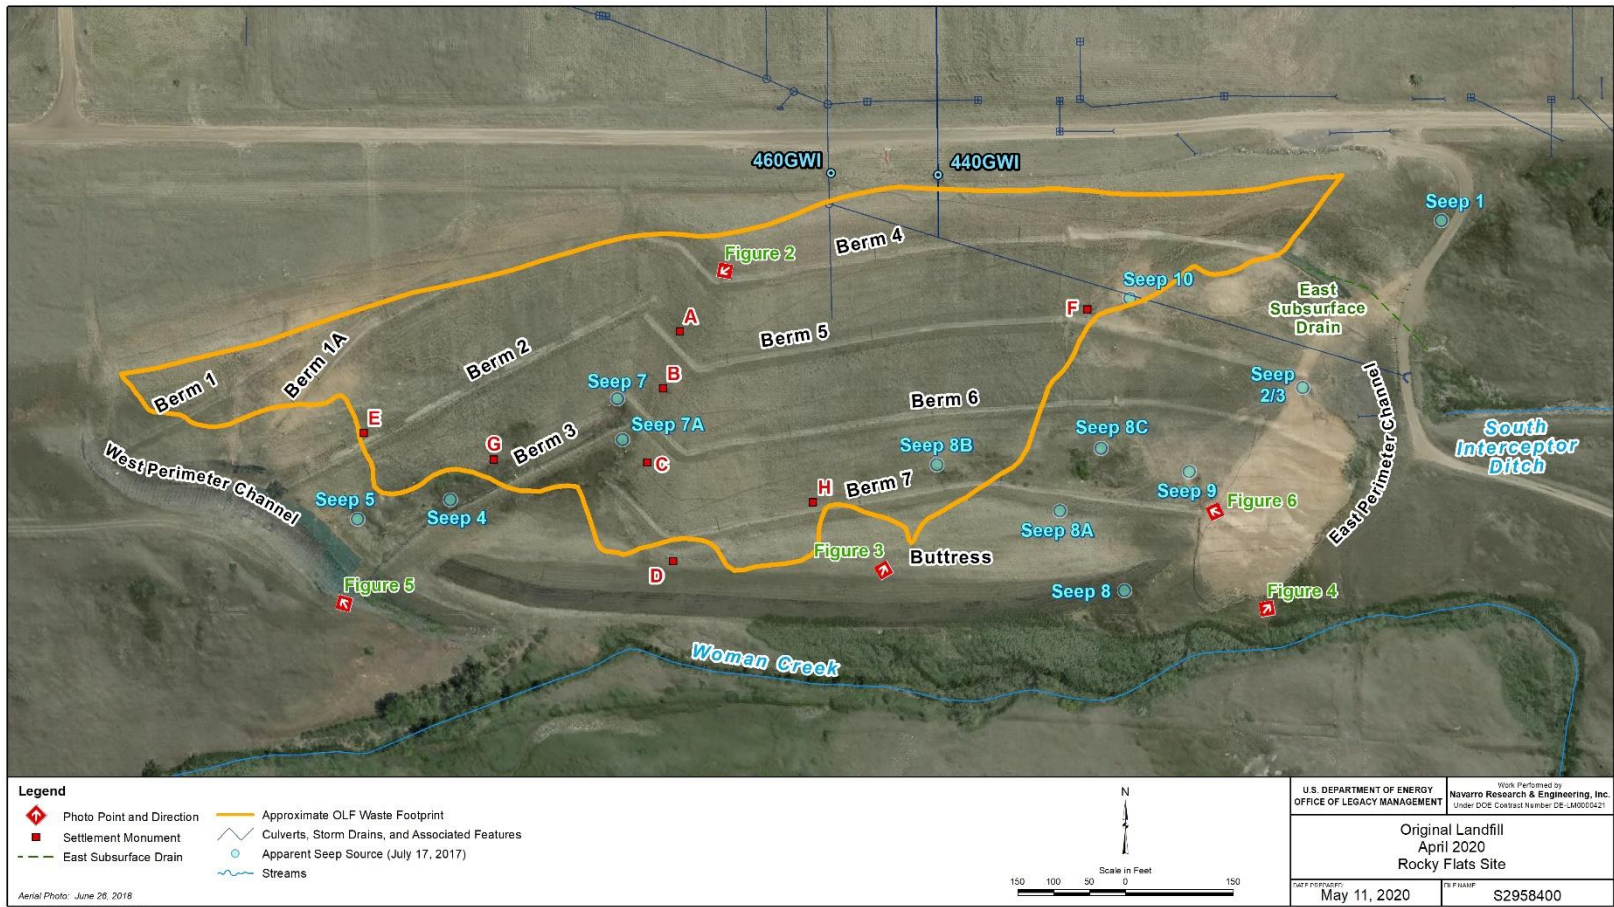 460GWI
440GWI
Seep 1
Berm 4
Figure 2
Seep 10
East
Subsurface
Drain
A
F
Berm 5
Berm 1A
Berm 2
Berm 1
B
Seep 7
Seep
2/3
East Perimeter Channel
Berm 6
E
Seep 7A
G
Berm 3
Seep 8B
Seep 8C
South
Interceptor
Ditch
West Perimeter Channel
C
Seep 5
Seep 4
H
Berm 7
Seep 9
Figure 6
Seep 8A
Figure 3
Buttress
D
Figure 5
Seep 8
Figure 4
Woman Creek
Legend
Photo Point and Direction
Settlement Monument
East Subsurface Drain
Approximate OLF Waste Footprint
Culverts, Storm Drains, and Associated Features
Apparent Seep Source (July 17, 2017)
Streams
Aerial Photo: June 26, 2018
N
Scale in Feet
150 100 50 0 150
U.S. DEPARTMENT OF ENERGY
OFFICE OF LEGACY MANAGEMENT
Work Performed by
Navarro Research & Engineering, Inc.
Under DOE Contract Number DE-LM0000421
Original Landfill
April 2020
Rocky Flats Site
DATE PREPARED:
May 11, 2020
FILE NAME:
S2958400